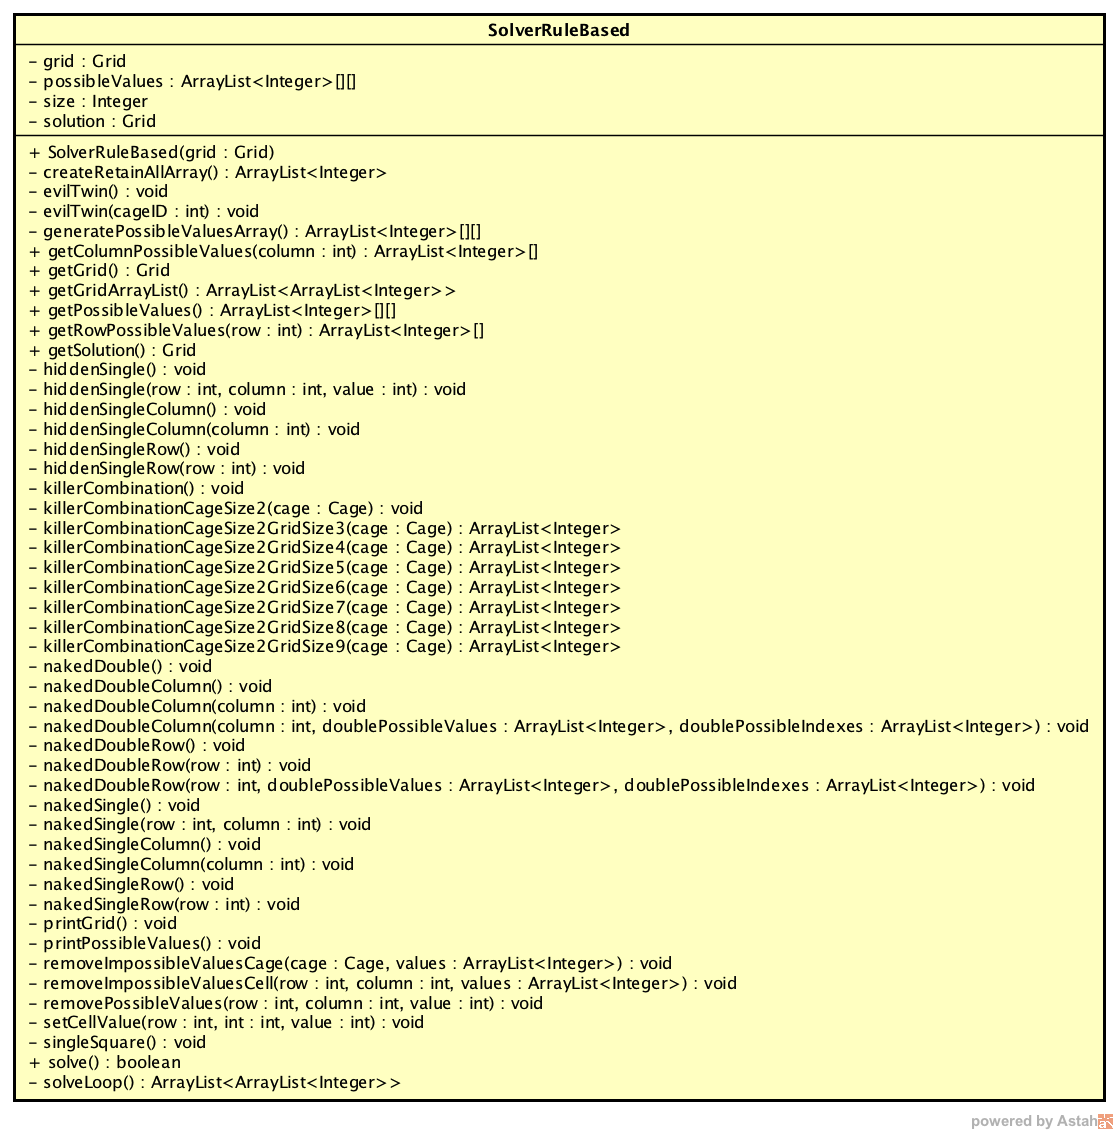 SolverRuleBased
- grid : Grid
- possibleValues : ArrayList<Integer>[][]
- size : Integer
- solution : Grid
+ SolverRuleBased(grid : Grid)
- createRetainAllArray() : ArrayList<Integer>
- evilTwin() : void
- evilTwin(cageID : int) : void
- generatePossibleValuesArray() : ArrayList<Integer>[][]
+ getColumnPossibleValues(column : int) : ArrayList<Integer>[]
+ getGrid() : Grid
+ getGridArrayList() : ArrayList<ArrayList<Integer>>
+ getPossibleValues() : ArrayList<Integer>[][]
+ getRowPossibleValues(row : int) : ArrayList<Integer>[]
+ getSolution() : Grid
- hiddenSingle() : void
- hiddenSingle(row : int, column : int, value : int) : void
- hiddenSingleColumn() : void
- hiddenSingleColumn(column : int) : void
- hiddenSingleRow() : void
- hiddenSingleRow(row : int) : void
- killerCombination() : void
- killerCombinationCageSize2(cage : Cage) : void
- killerCombinationCageSize2GridSize3(cage : Cage) : ArrayList<Integer>
- killerCombinationCageSize2GridSize4(cage : Cage) : ArrayList<Integer>
- killerCombinationCageSize2GridSize5(cage : Cage) : ArrayList<Integer>
- killerCombinationCageSize2GridSize6(cage : Cage) : ArrayList<Integer>
- killerCombinationCageSize2GridSize7(cage : Cage) : ArrayList<Integer>
- killerCombinationCageSize2GridSize8(cage : Cage) : ArrayList<Integer>
- killerCombinationCageSize2GridSize9(cage : Cage) : ArrayList<Integer>
- nakedDouble() : void
- nakedDoubleColumn() : void
- nakedDoubleColumn(column : int) : void
- nakedDoubleColumn(column : int, doublePossibleValues : ArrayList<Integer>, doublePossibleIndexes : ArrayList<Integer>) : void
- nakedDoubleRow() : void
- nakedDoubleRow(row : int) : void
- nakedDoubleRow(row : int, doublePossibleValues : ArrayList<Integer>, doublePossibleIndexes : ArrayList<Integer>) : void
- nakedSingle() : void
- nakedSingle(row : int, column : int) : void
- nakedSingleColumn() : void
- nakedSingleColumn(column : int) : void
- nakedSingleRow() : void
- nakedSingleRow(row : int) : void
- printGrid() : void
- printPossibleValues() : void
- removeImpossibleValuesCage(cage : Cage, values : ArrayList<Integer>) : void
- removeImpossibleValuesCell(row : int, column : int, values : ArrayList<Integer>) : void
- removePossibleValues(row : int, column : int, value : int) : void
- setCellValue(row : int, int : int, value : int) : void
- singleSquare() : void
+ solve() : boolean
- solveLoop() : ArrayList<ArrayList<Integer>>
powered by Astah